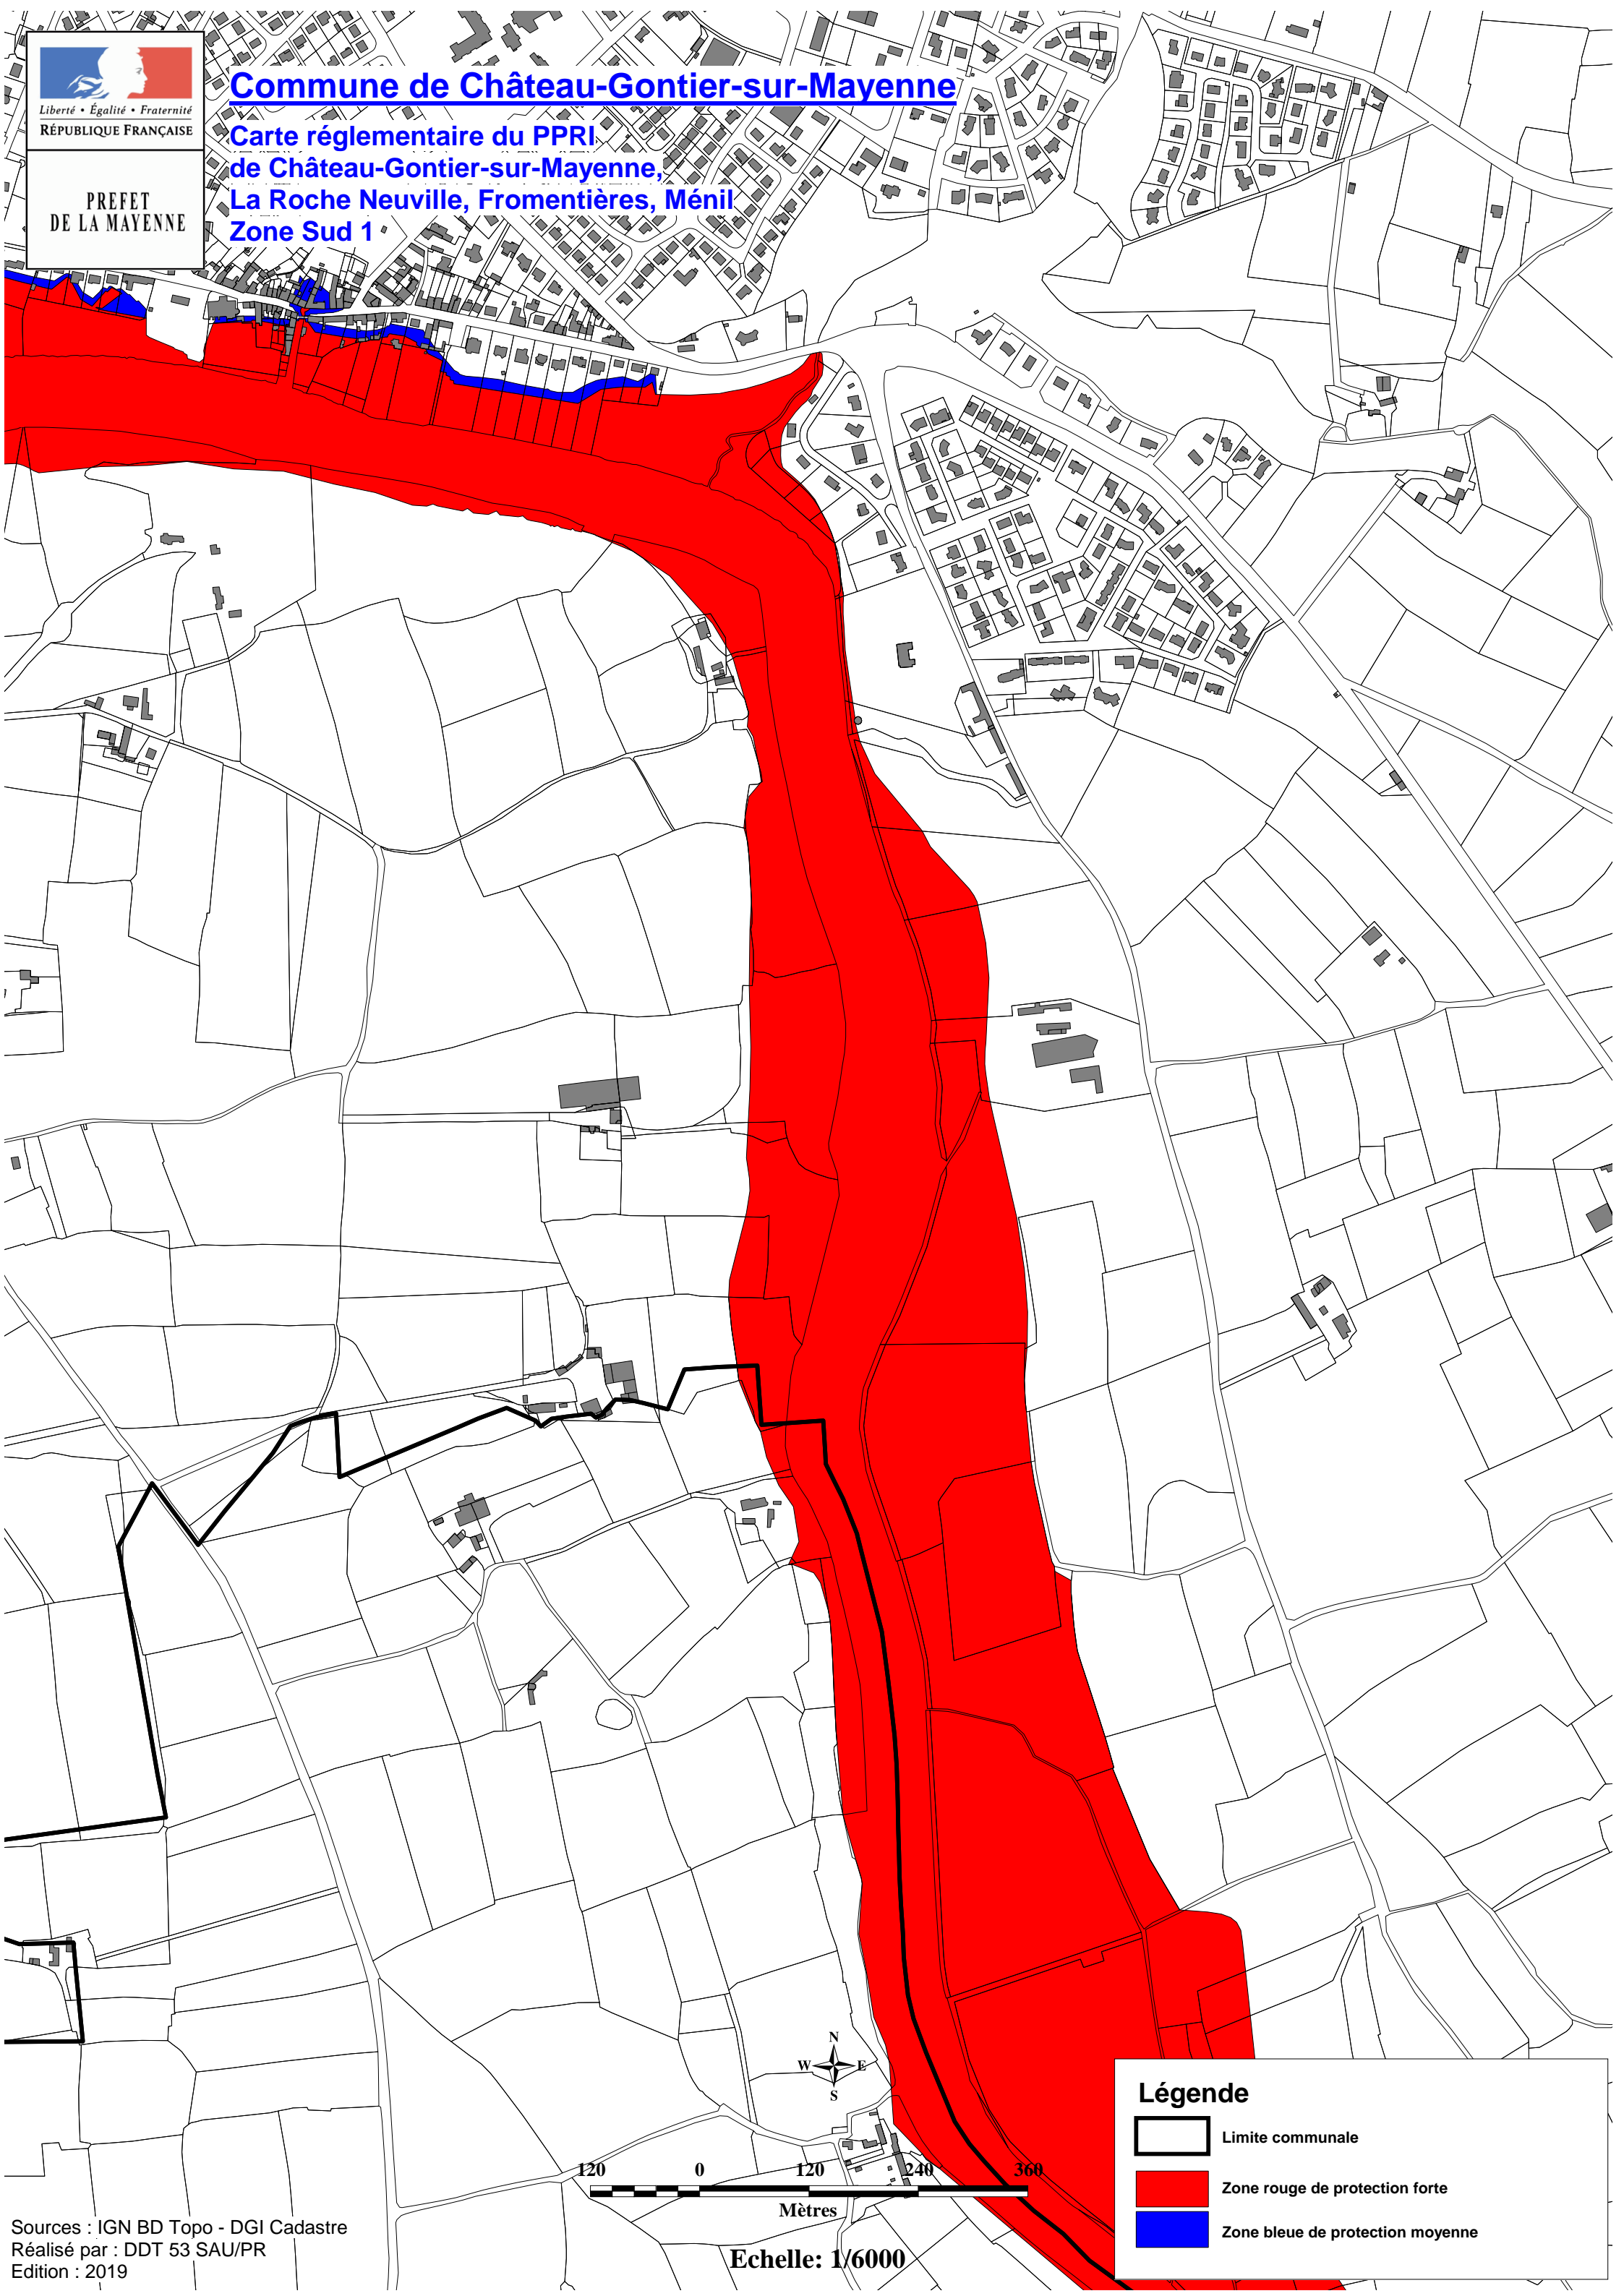 Liberté • Égalité • Fraternité
RÉPUBLIQUE FRANÇAISE
PREFET
DE LA MAYENNE
Commune de Château-Gontier-sur-Mayenne
Carte réglementaire du PPRI
de Château-Gontier-sur-Mayenne,
La Roche Neuville, Fromentières, Ménil
Zone Sud 1
N
W E
S
120 0 120 240 360
Mètres
Echelle: 1/6000
Légende
Limite communale
Zone rouge de protection forte
Zone bleue de protection moyenne
Sources : IGN BD Topo - DGI Cadastre
Réalisé par : DDT 53 SAU/PR
Edition : 2019